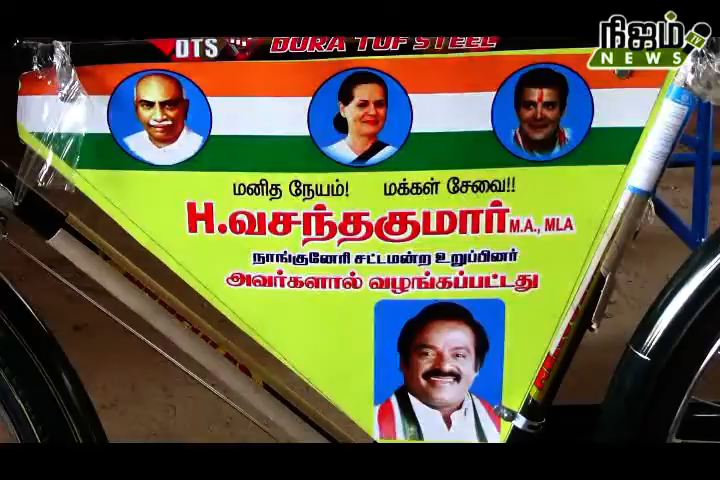 DTS DURA TUF STEEL
நிஜம் TV
NEWS
மனித நேயம்! மக்கள் சேவை!!
H.வசந்தகுமார் M.A., MLA
நாங்குனேரி சட்டமன்ற உறுப்பினர்
அவர்களால் வழங்கப்பட்டது